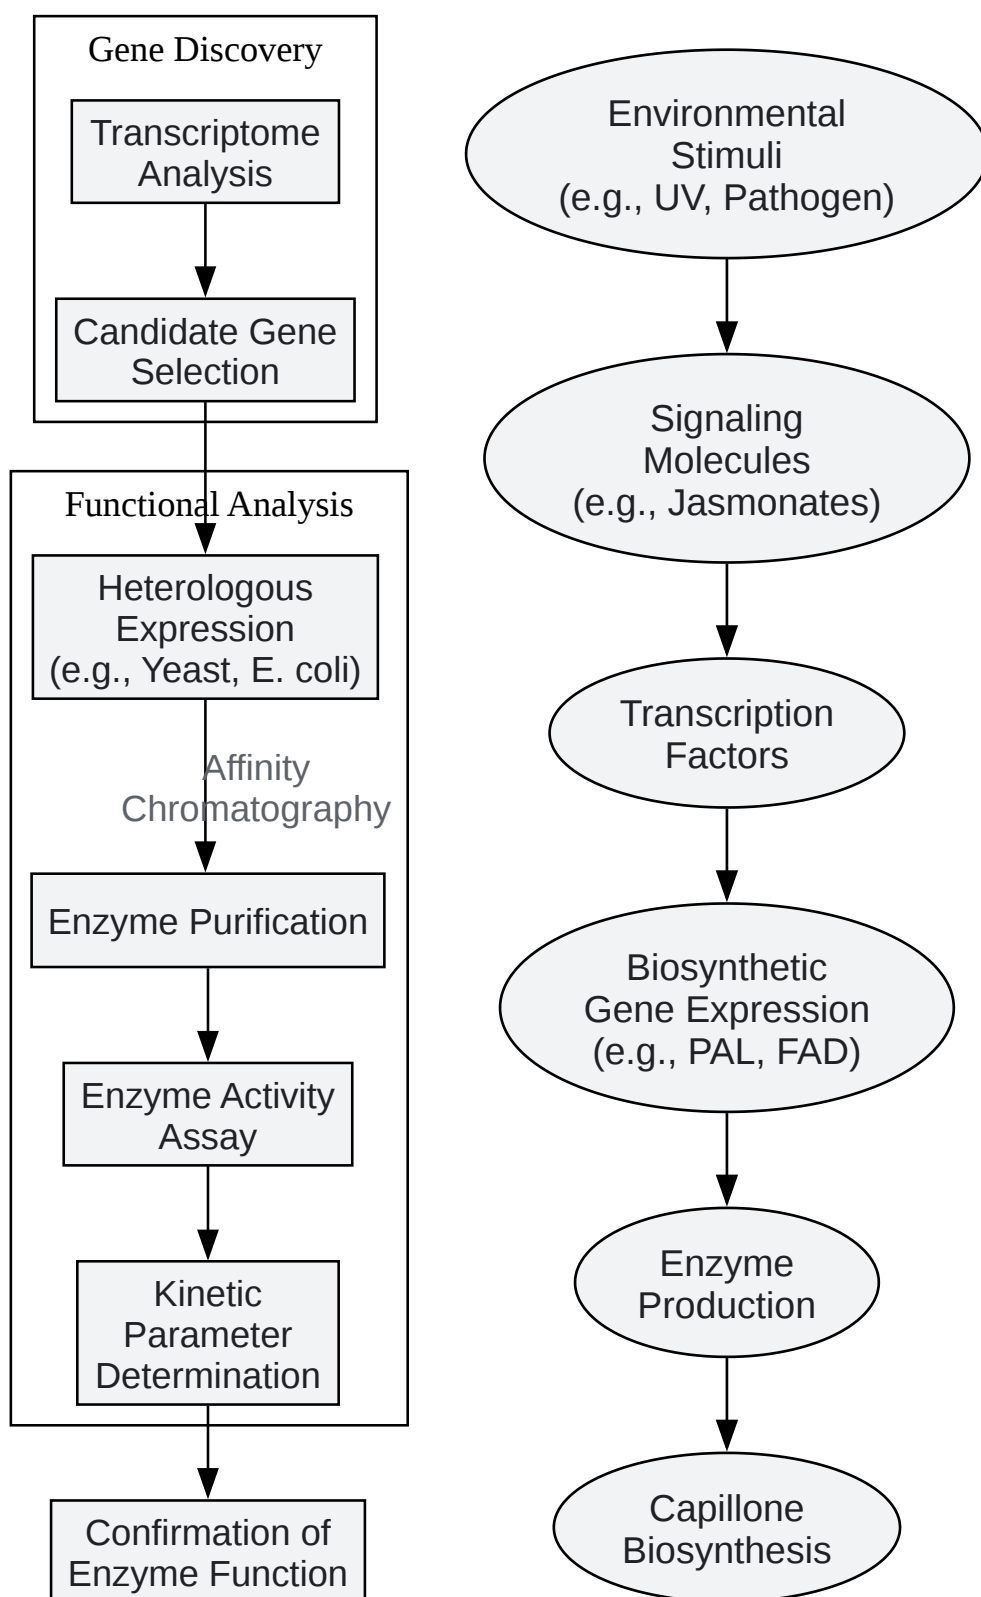 Gene Discovery
Transcriptome
Analysis
Candidate Gene
Selection
Functional Analysis
Heterologous
Expression
(e.g., Yeast, E. coli)
Affinity
Chromatography
Enzyme Purification
Enzyme Activity
Assay
Kinetic
Parameter
Determination
Confirmation of
Enzyme Function
Environmental
Stimuli
(e.g., UV, Pathogen)
Signaling
Molecules
(e.g., Jasmonates)
Transcription
Factors
Biosynthetic
Gene Expression
(e.g., PAL, FAD)
Enzyme
Production
Capillone
Biosynthesis